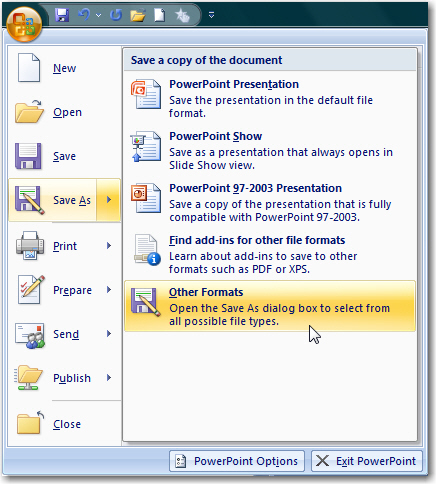 Save a copy of the document
New
Open
Save
Save As
Print
Prepare
Send
Publish
Close
PowerPoint Presentation
Save the presentation in the default file
format.
PowerPoint Show
Save as a presentation that always opens in
Slide Show view.
PowerPoint 97-2003 Presentation
Save a copy of the presentation that is fully
compatible with PowerPoint 97-2003.
Find add-ins for other file formats
Learn about add-ins to save to other
formats such as PDF or XPS.
Other Formats
Open the Save As dialog box to select from
all possible file types.
PowerPoint Options
Exit PowerPoint